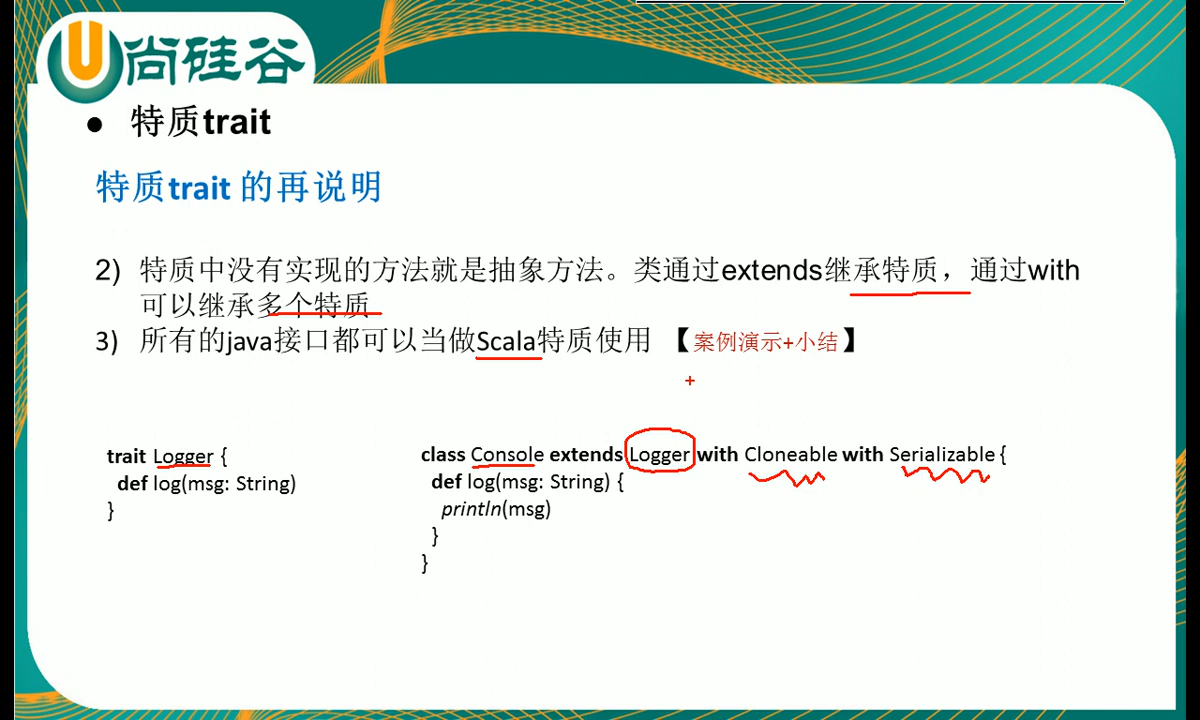 尚硅谷
● 特质trait
特质trait 的再说明
2) 特质中没有实现的方法就是抽象方法。类通过extends继承特质，通过with
可以继承多个特质
3) 所有的java接口都可以当做Scala特质使用 【案例演示+小结】
trait Logger {
def log(msg: String)
}
class Console extends Logger with Cloneable with Serializable {
def log(msg: String) {
println(msg)
}
}